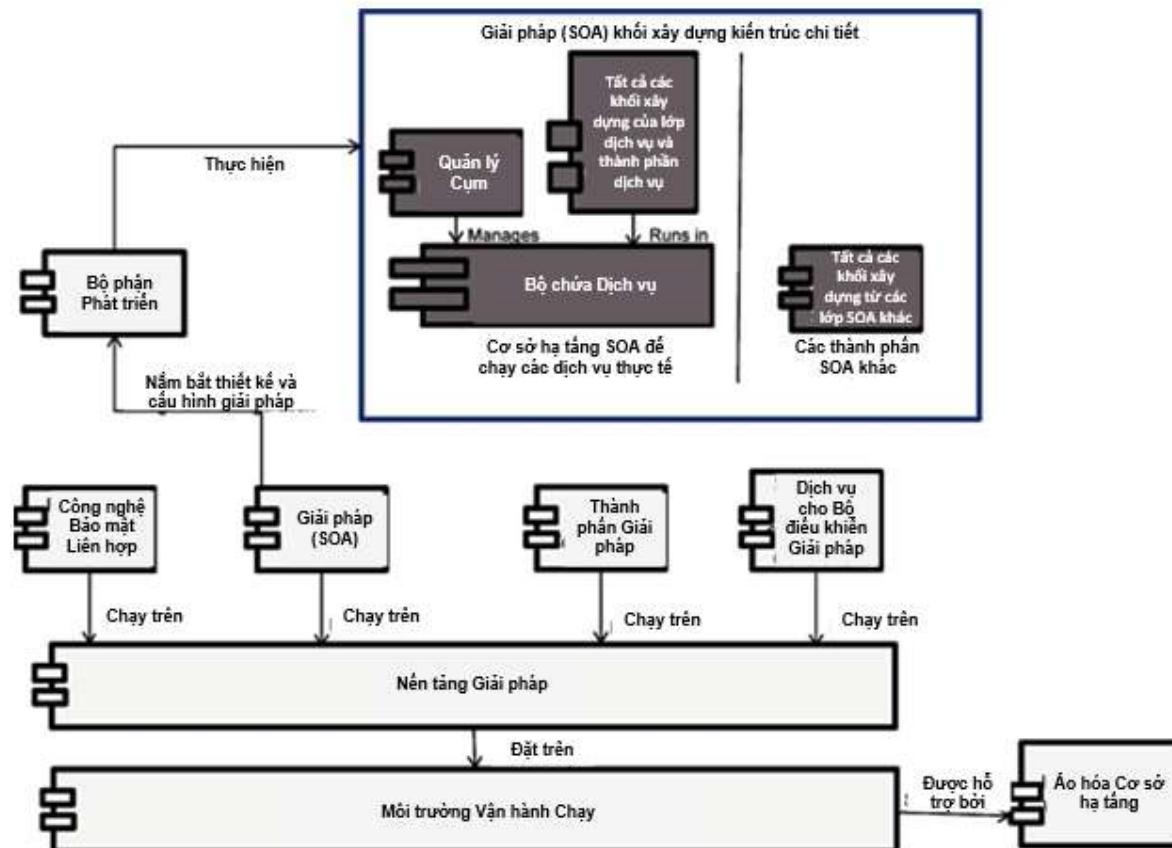 Giải pháp (SOA) khối xây dựng kiến trúc chi tiết
Tất cả các
khối xây
dựng của lớp
dịch vụ và
thành phần
dịch vụ
Quản lý
Cụm
Thực hiện
Manages
Runs in
Bộ chứa Dịch vụ
Tất cả các
khối xây
dựng từ các
lớp SOA khác
Cơ sở hạ tầng SOA để
chạy các dịch vụ thực tế
Các thành phần
SOA khác
Bộ phận
Phát triển
Nắm bắt thiết kế và
cấu hình giải pháp
Công nghệ
Bảo mật
Liên hợp
Giải pháp
(SOA)
Thành
phần Giải
pháp
Dịch vụ
cho Bộ
điều khiển
Giải pháp
Chạy trên
Chạy trên
Chạy trên
Chạy trên
Nền tảng Giải pháp
Đặt trên
Môi trường Vận hành Chạy
Được hỗ
trợ bởi
Ảo hóa Cơ sở
hạ tầng